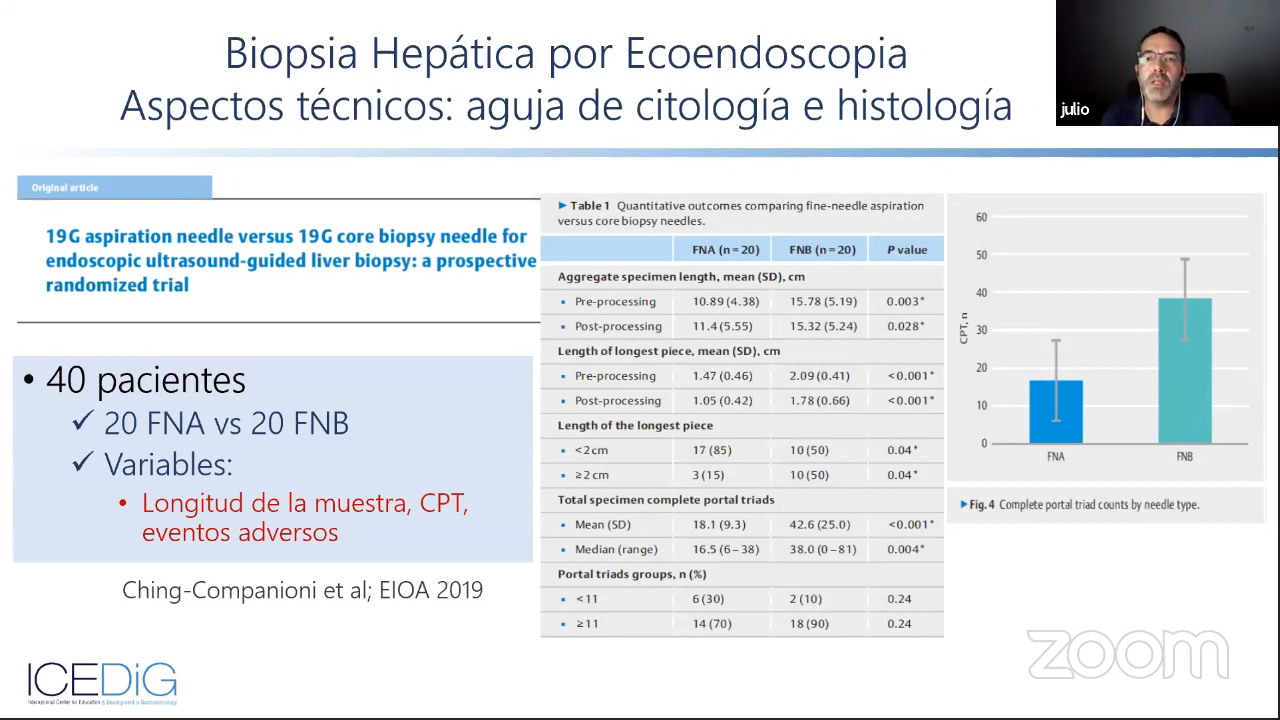 Biopsia Hepática por Ecoendoscopia
Aspectos técnicos: aguja de citología e histología
julio
Original article
19G aspiration needle versus 19G core biopsy needle for
endoscopic ultrasound-guided liver biopsy: a prospective
randomized trial
• 40 pacientes
✓ 20 FNA vs 20 FNB
✓ Variables:
• Longitud de la muestra, CPT,
eventos adversos
Ching-Companioni et al; EIOA 2019
▶ Table 1 Quantitative outcomes comparing fine-needle aspiration
versus core biopsy needles.
FNA (n = 20) FNB (n = 20) P value
Aggregate specimen length, mean (SD), cm
▪ Pre-processing 10.89 (4.38) 15.78 (5.19) 0.003*
▪ Post-processing 11.4 (5.55) 15.32 (5.24) 0.028*
Length of longest piece, mean (SD), cm
▪ Pre-processing 1.47 (0.46) 2.09 (0.41) <0.001*
▪ Post-processing 1.05 (0.42) 1.78 (0.66) <0.001*
Length of the longest piece
▪ <2 cm 17 (85) 10 (50) 0.04*
▪ ≥2 cm 3 (15) 10 (50) 0.04*
Total specimen complete portal triads
▪ Mean (SD) 18.1 (9.3) 42.6 (25.0) <0.001*
▪ Median (range) 16.5 (6–38) 38.0 (0–81) 0.004*
Portal triads groups, n (%)
▪ <11 6 (30) 2 (10) 0.24
▪ ≥11 14 (70) 18 (90) 0.24
CPT, n
60
50
40
30
20
10
0
FNA FNB
▶ Fig. 4 Complete portal triad counts by needle type.
ICEDiG
International Center for Education & Development in Gastroenterology
zoom